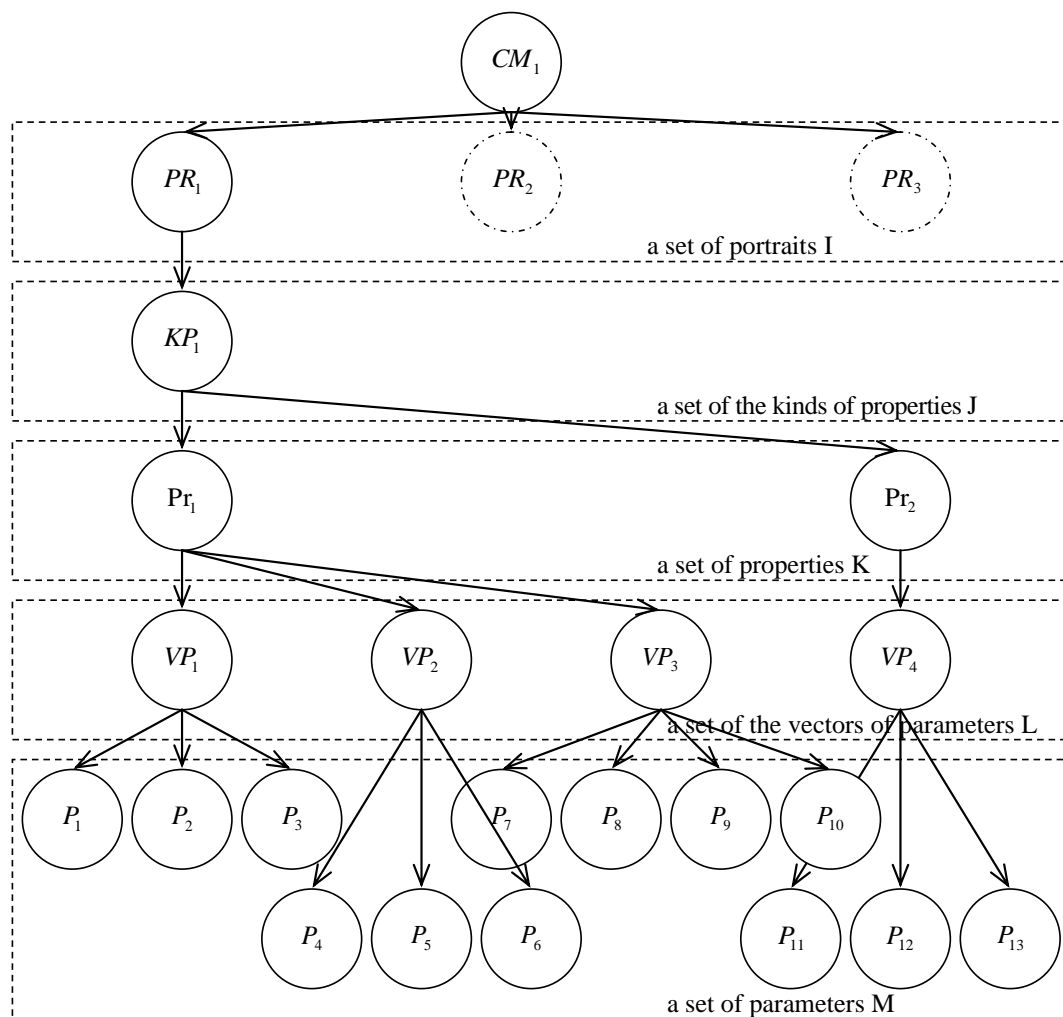 CM₁
PR₁ PR₂ PR₃
a set of portraits I
KP₁
a set of the kinds of properties J
Pr₁ Pr₂
a set of properties K
VP₁ VP₂ VP₃ VP₄
a set of the vectors of parameters L
P₁ P₂ P₃ P₇ P₈ P₉ P₁₀
P₄ P₅ P₆ P₁₁ P₁₂ P₁₃
a set of parameters M